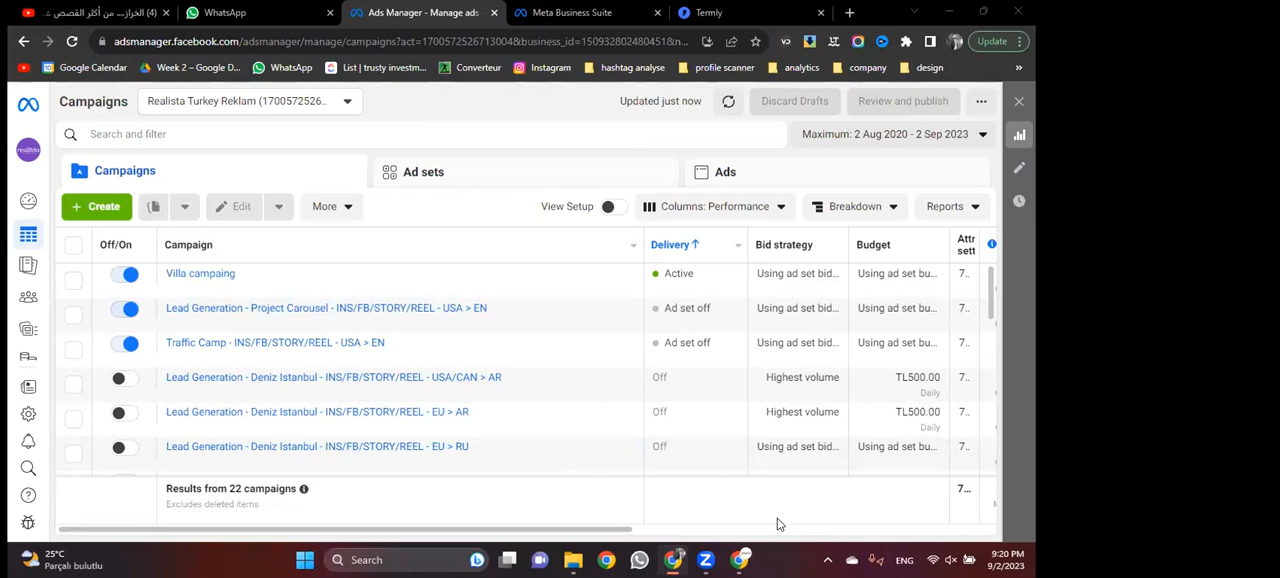 (4) الخراز... من أكثر القصص غـ
WhatsApp
Ads Manager - Manage ads -
Meta Business Suite
Termly
adsmanager.facebook.com/adsmanager/manage/campaigns?act=1700572526713004&business_id=1509328024804518&n...
Update
Google Calendar
Week 2 – Google D...
WhatsApp
List | trusty investm...
Converteur
Instagram
hashtag analyse
profile scanner
analytics
company
design
»
Campaigns
Realista Turkey Reklam (1700572526...
Updated just now
Discard Drafts
Review and publish
Search and filter
Maximum: 2 Aug 2020 - 2 Sep 2023
Campaigns
Ad sets
Ads
+ Create
Edit
More
View Setup
Columns: Performance
Breakdown
Reports
Off/On
Campaign
Delivery ↑
Bid strategy
Budget
Attr
sett
Villa campaing
Active
Using ad set bid...
Using ad set bu...
7..
Lead Generation - Project Carousel - INS/FB/STORY/REEL - USA > EN
Ad set off
Using ad set bid...
Using ad set bu...
7..
Traffic Camp - INS/FB/STORY/REEL - USA > EN
Ad set off
Using ad set bid...
Using ad set bu...
7..
Lead Generation - Deniz Istanbul - INS/FB/STORY/REEL - USA/CAN > AR
Off
Highest volume
TL500.00
Daily
7..
Lead Generation - Deniz Istanbul - INS/FB/STORY/REEL - EU > AR
Off
Highest volume
TL500.00
Daily
7..
Lead Generation - Deniz Istanbul - INS/FB/STORY/REEL - EU > RU
Off
Using ad set bid...
Using ad set bu...
7..
Results from 22 campaigns
Excludes deleted items
7...
25°C
Parçalı bulutlu
Search
ENG
9:20 PM
9/2/2023